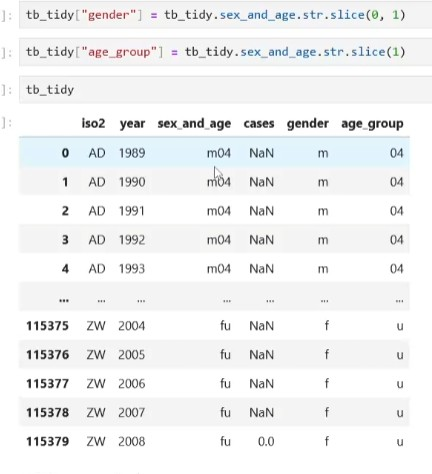 ]: tb_tidy["gender"] = tb_tidy.sex_and_age.str.slice(0, 1)
]: tb_tidy["age_group"] = tb_tidy.sex_and_age.str.slice(1)
]: tb_tidy
]:
iso2 year sex_and_age cases gender age_group
0 AD 1989 m04 NaN m 04
1 AD 1990 m04 NaN m 04
2 AD 1991 m04 NaN m 04
3 AD 1992 m04 NaN m 04
4 AD 1993 m04 NaN m 04
... ... ... ... ... ... ...
115375 ZW 2004 fu NaN f u
115376 ZW 2005 fu NaN f u
115377 ZW 2006 fu NaN f u
115378 ZW 2007 fu NaN f u
115379 ZW 2008 fu 0.0 f u